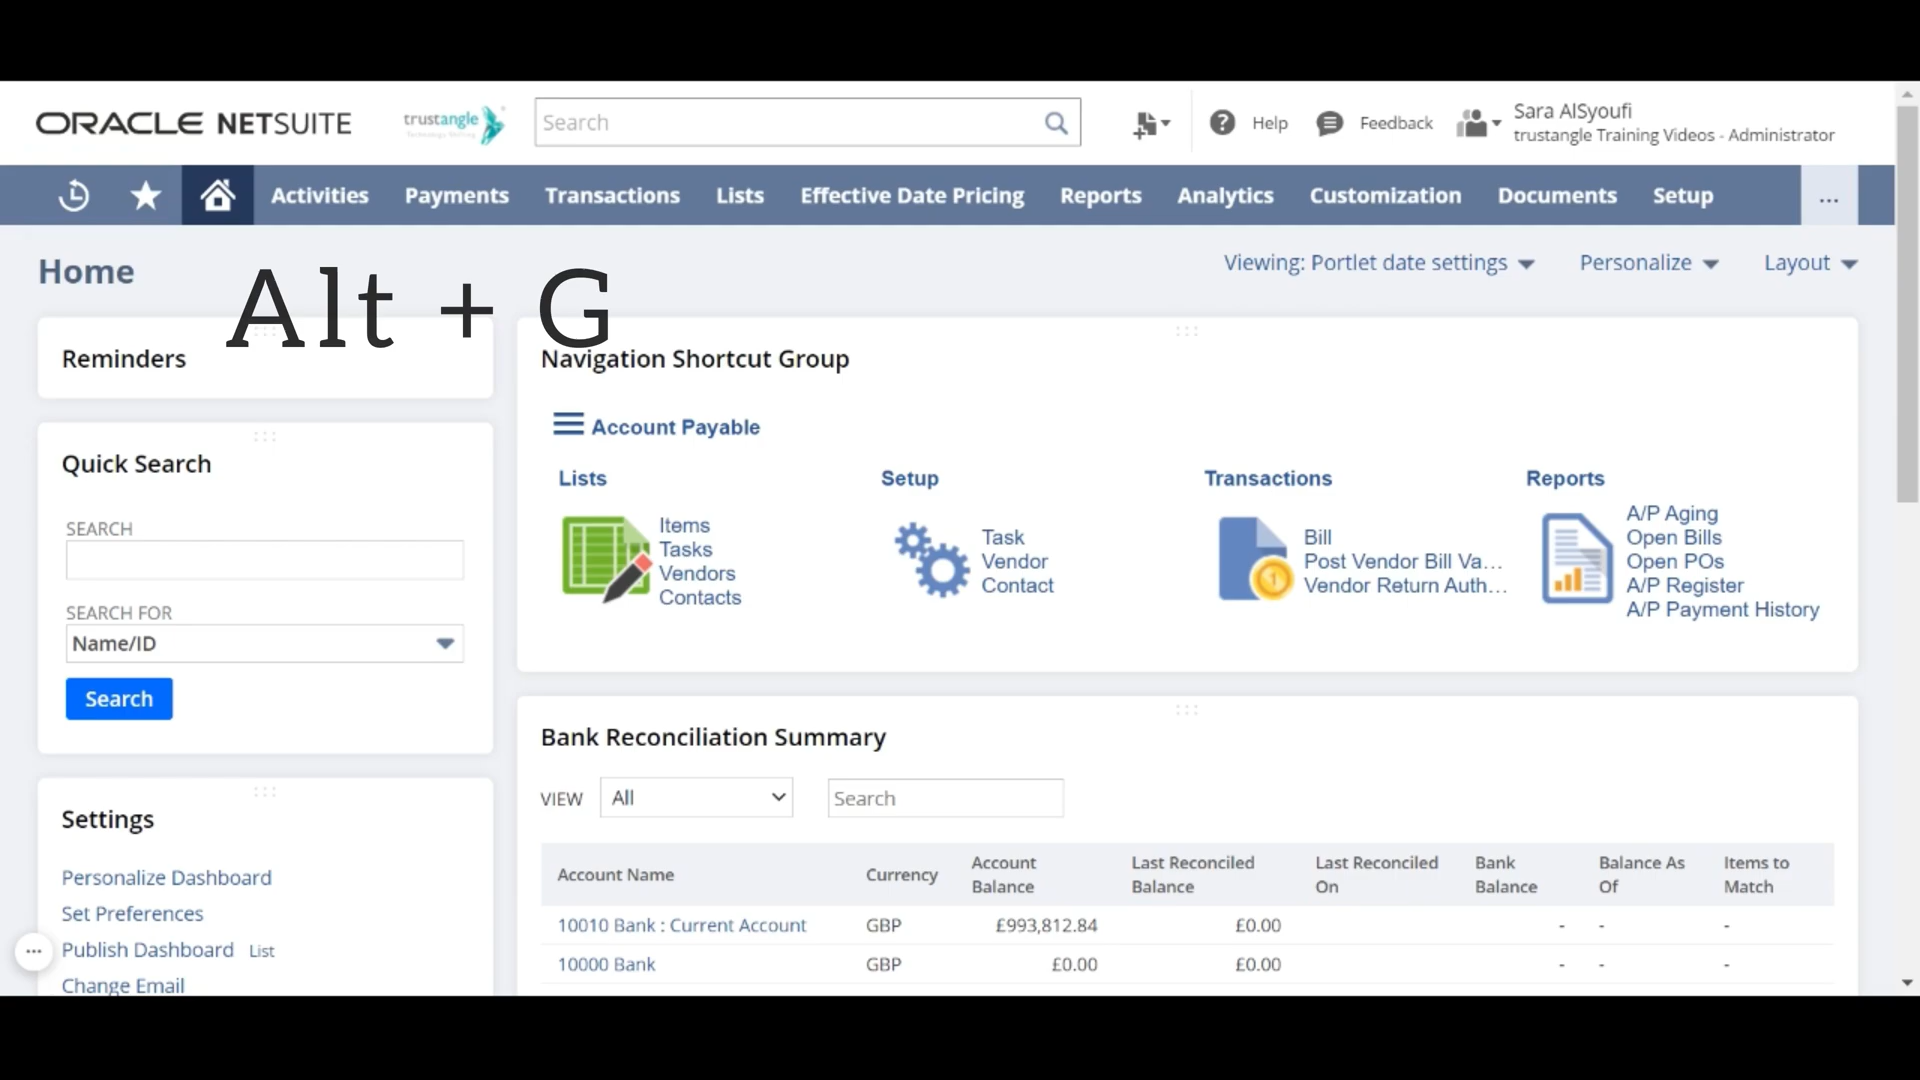 ORACLE NETSUITE
trustangle
Search
Help
Feedback
Sara AlSyoufi
trustangle Training Videos - Administrator
Activities
Payments
Transactions
Lists
Effective Date Pricing
Reports
Analytics
Customization
Documents
Setup
...
Home
Alt + G
Viewing: Portlet date settings
Personalize
Layout
Reminders
Quick Search
SEARCH
SEARCH FOR
Name/ID
Search
Settings
Personalize Dashboard
Set Preferences
Publish Dashboard List
Change Email
Navigation Shortcut Group
Account Payable
Lists
Items
Tasks
Vendors
Contacts
Setup
Task
Vendor
Contact
Transactions
Bill
Post Vendor Bill Va...
Vendor Return Auth...
Reports
A/P Aging
Open Bills
Open POs
A/P Register
A/P Payment History
Bank Reconciliation Summary
VIEW All Search
Account Name Currency Account Balance Last Reconciled Balance Last Reconciled On Bank Balance Balance As Of Items to Match
10010 Bank : Current Account GBP £993,812.84 £0.00 - - -
10000 Bank GBP £0.00 £0.00 - - -